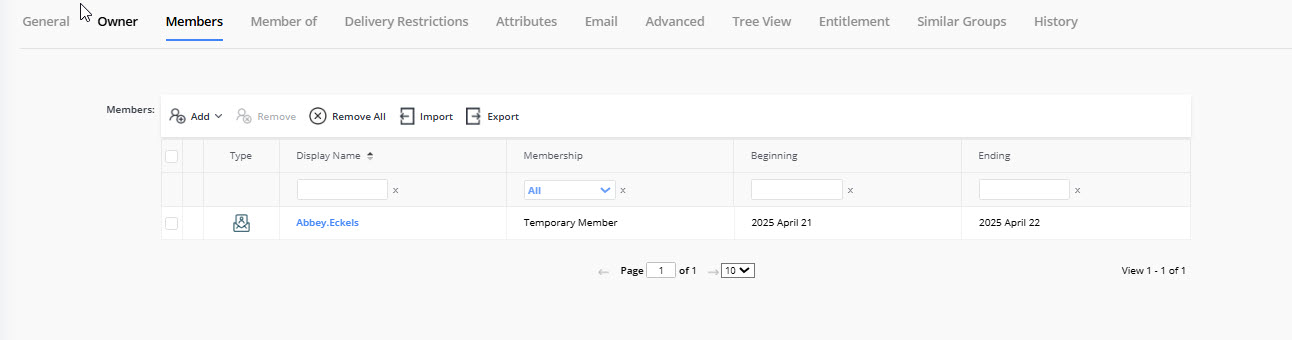 General Owner Members Member of Delivery Restrictions Attributes Email Advanced Tree View Entitlement Similar Groups History
Members: Add Remove Remove All Import Export
Type Display Name Membership Beginning Ending
x All x x x
Abbey.Eckels Temporary Member 2025 April 21 2025 April 22
Page 1 of 1 10 View 1 - 1 of 1